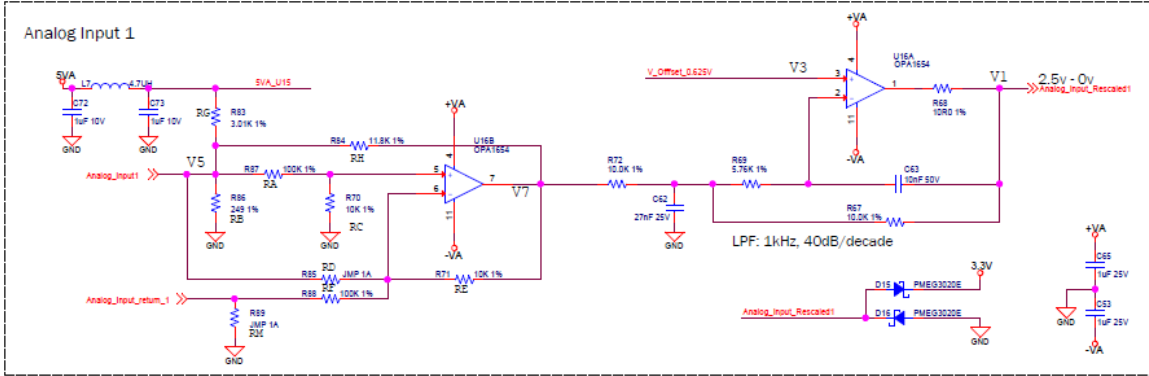 Analog Input 1
5VA
L7
4.7UH
5VA_U15
C72
1uF 10V
C73
1uF 10V
GND
GND
RG
R83
3.01K 1%
R84
11.8K 1%
RH
+VA
4
U16B
OPA1654
V5
Analog_Input1
R87
100K 1%
RA
5
+
6
-
7
V7
11
-VA
R86
249 1%
RB
GND
R70
10K 1%
RC
GND
RD
R85
JMP 1A
RF
R71
10K 1%
RE
Analog_Input_return_1
R88
100K 1%
R89
JMP 1A
RM
GND
V_Offset_0.625V
V3
+VA
4
U16A
OPA1654
3
+
2
-
1
11
-VA
R68
10R0 1%
V1
2.5v - 0v
Analog_Input_Rescaled1
R72
10.0K 1%
R69
5.76K 1%
C63
10nF 50V
C62
27nF 25V
GND
R67
10.0K 1%
LPF: 1kHz, 40dB/decade
3.3V
D15
PMEG3020E
Analog_Input_Rescaled1
D16
PMEG3020E
GND
+VA
C65
1uF 25V
GND
C53
1uF 25V
-VA